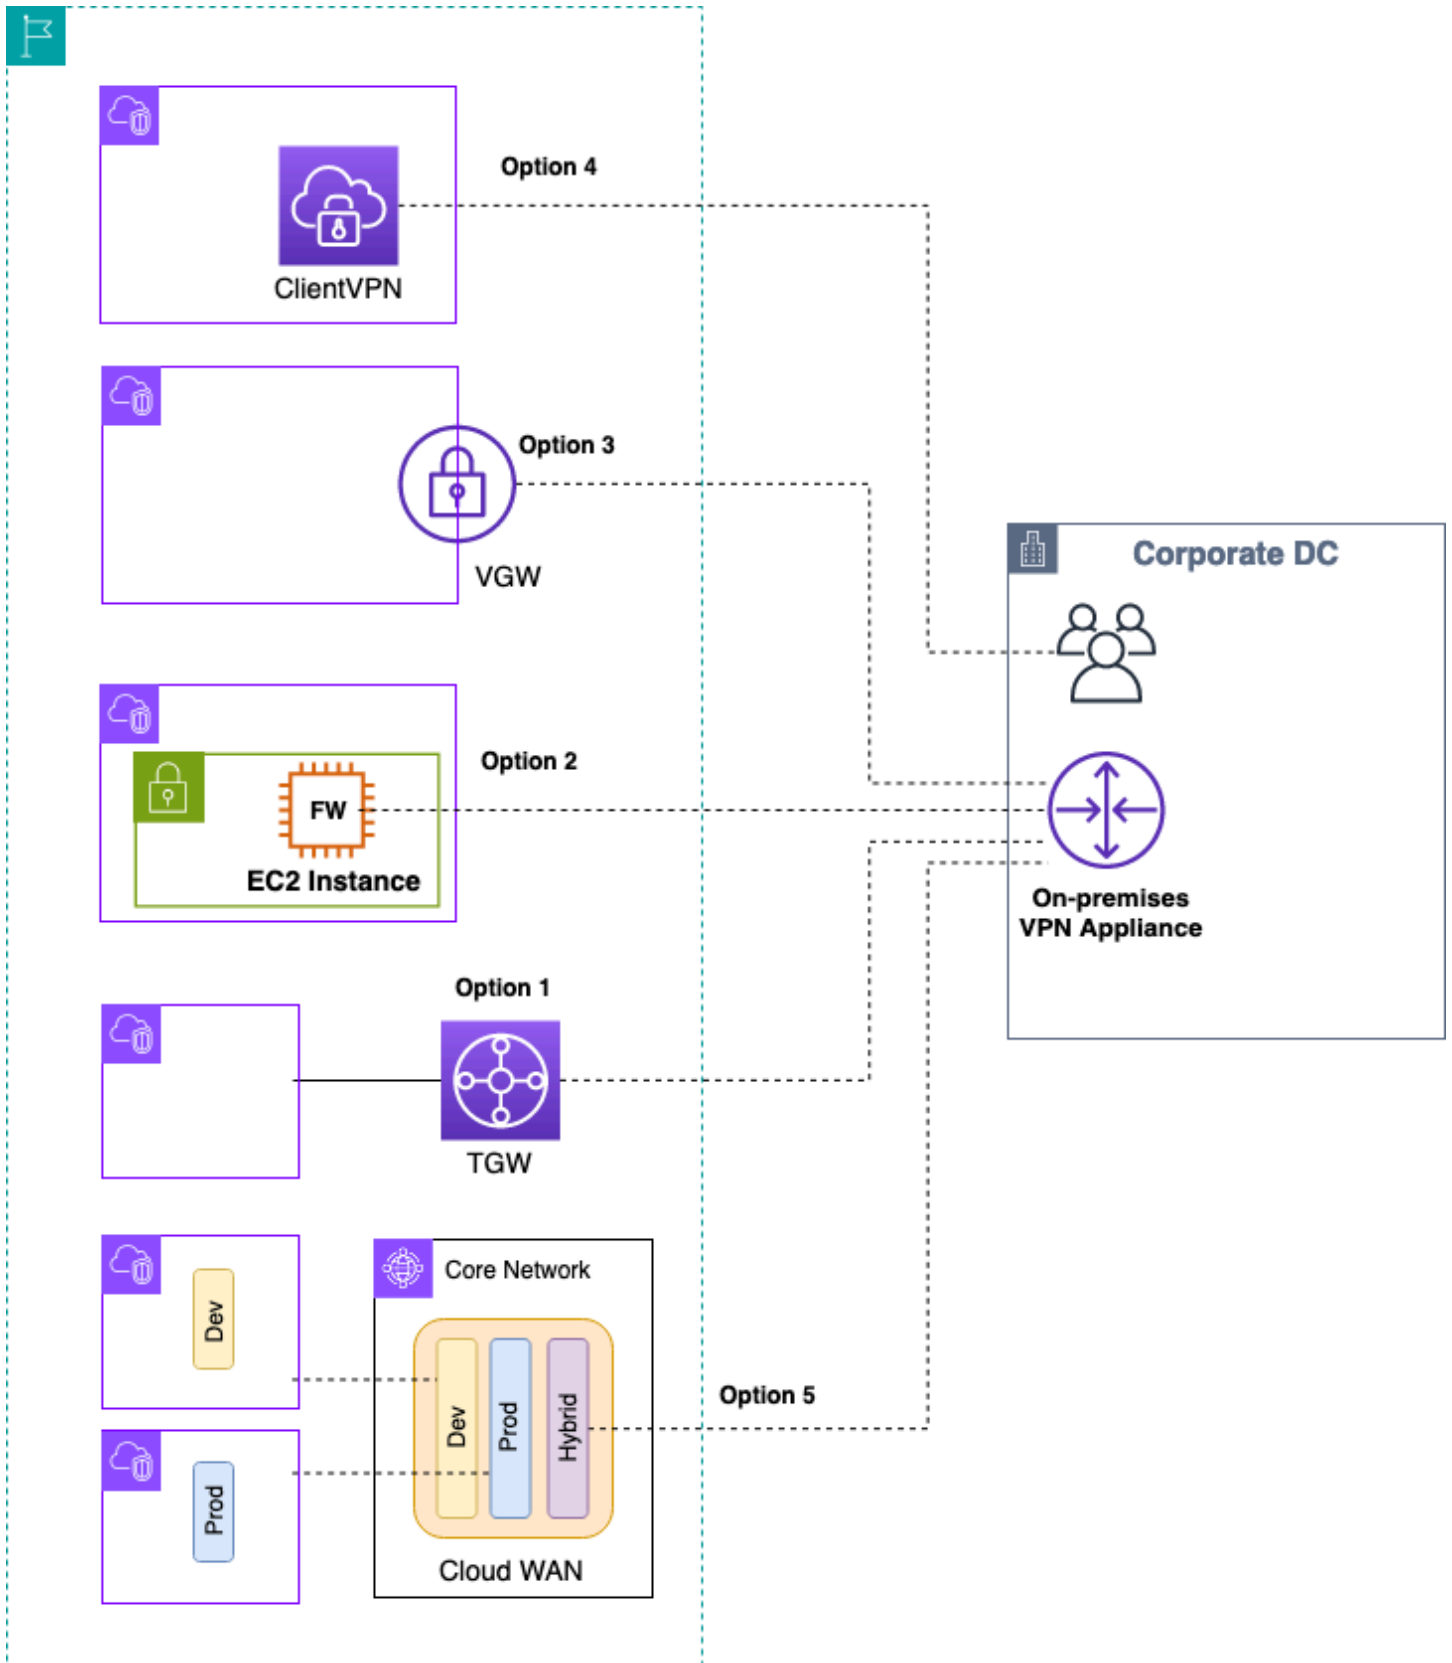 Option 4
ClientVPN
Option 3
VGW
Corporate DC
Option 2
FW
EC2 Instance
On-premises
VPN Appliance
Option 1
TGW
Dev
Core Network
Dev
Prod
Hybrid
Option 5
Prod
Cloud WAN